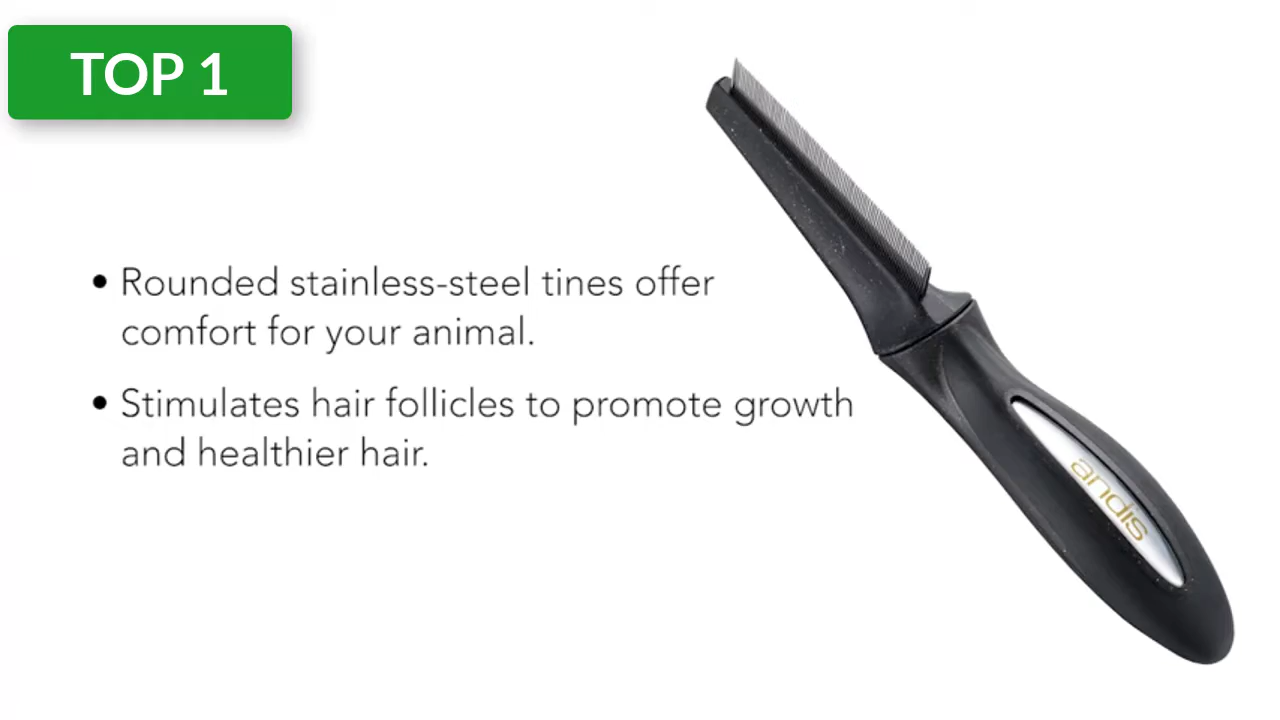 TOP 1
• Rounded stainless-steel tines offer
comfort for your animal.
• Stimulates hair follicles to promote growth
and healthier hair.
andis